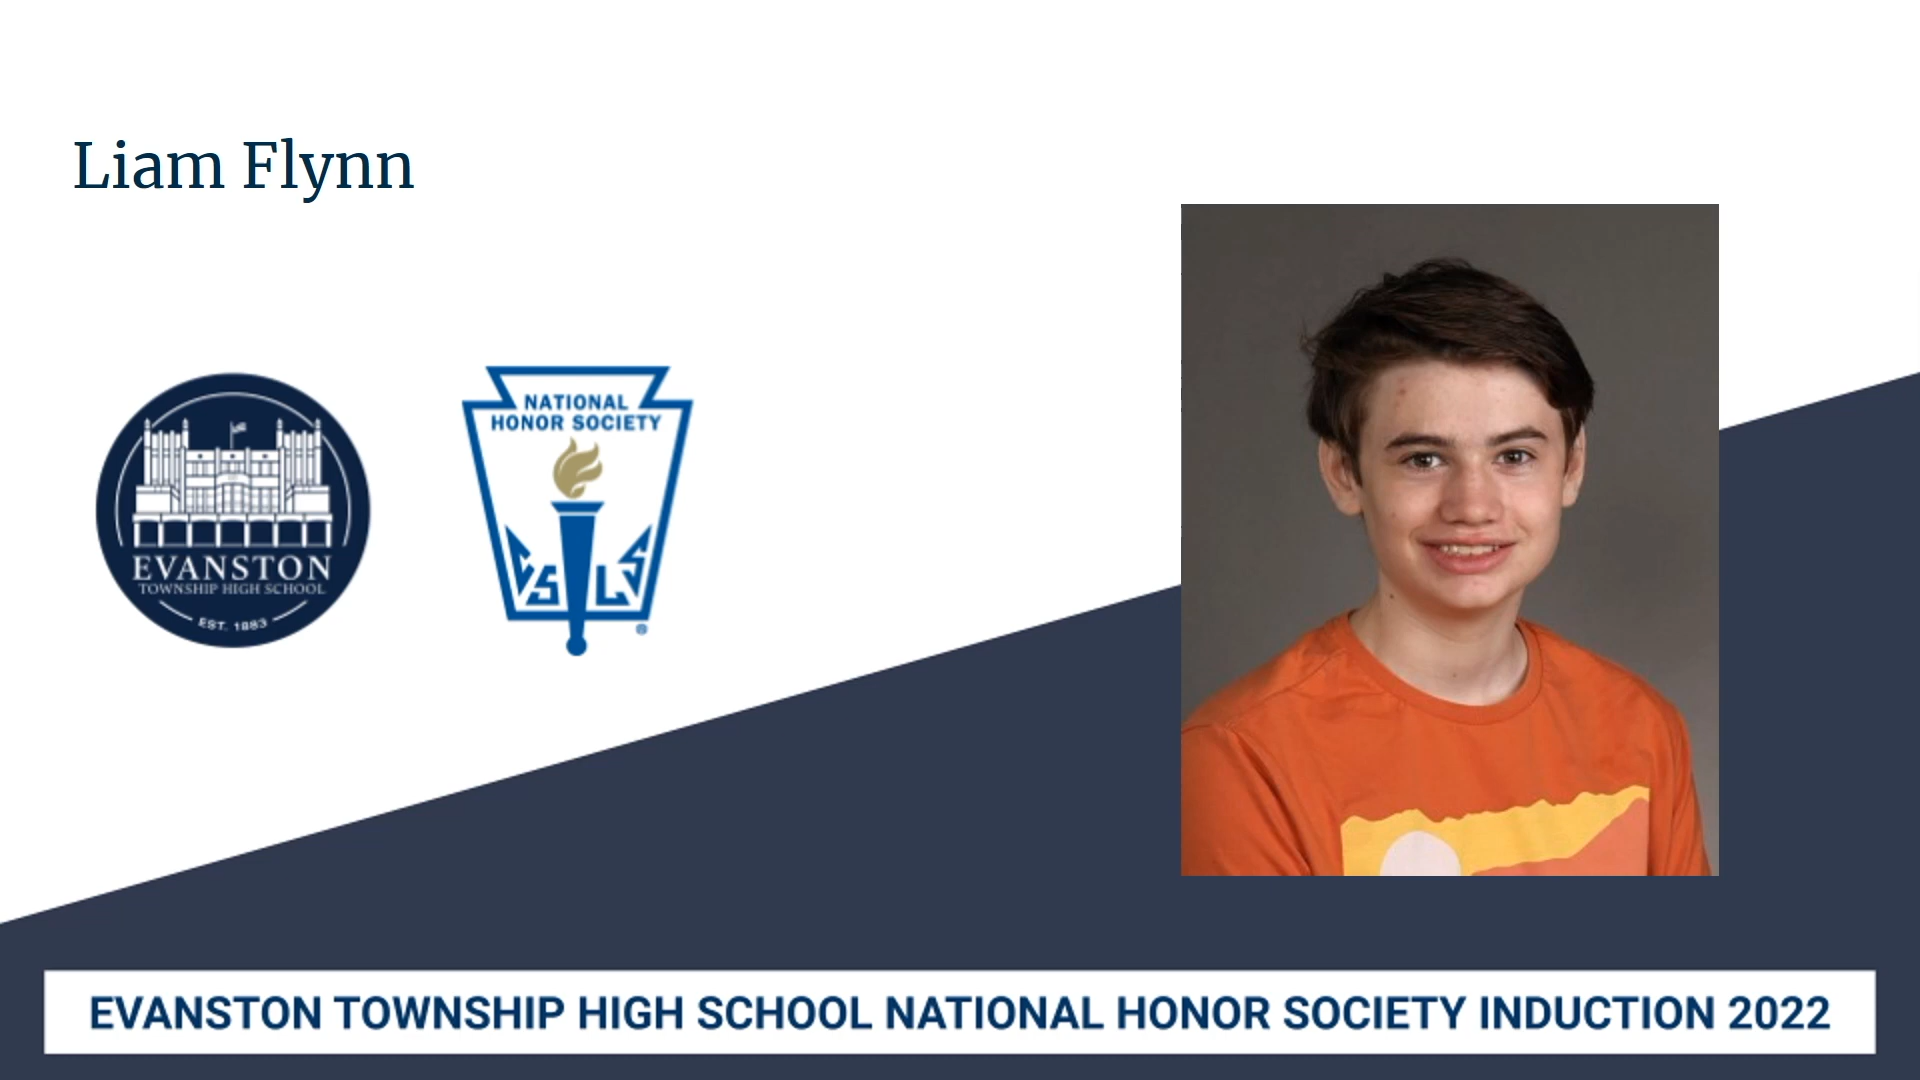 Liam Flynn
NATIONAL
HONOR SOCIETY
C S L S
®
EVANSTON
TOWNSHIP HIGH SCHOOL
EST. 1883
EVANSTON TOWNSHIP HIGH SCHOOL NATIONAL HONOR SOCIETY INDUCTION 2022